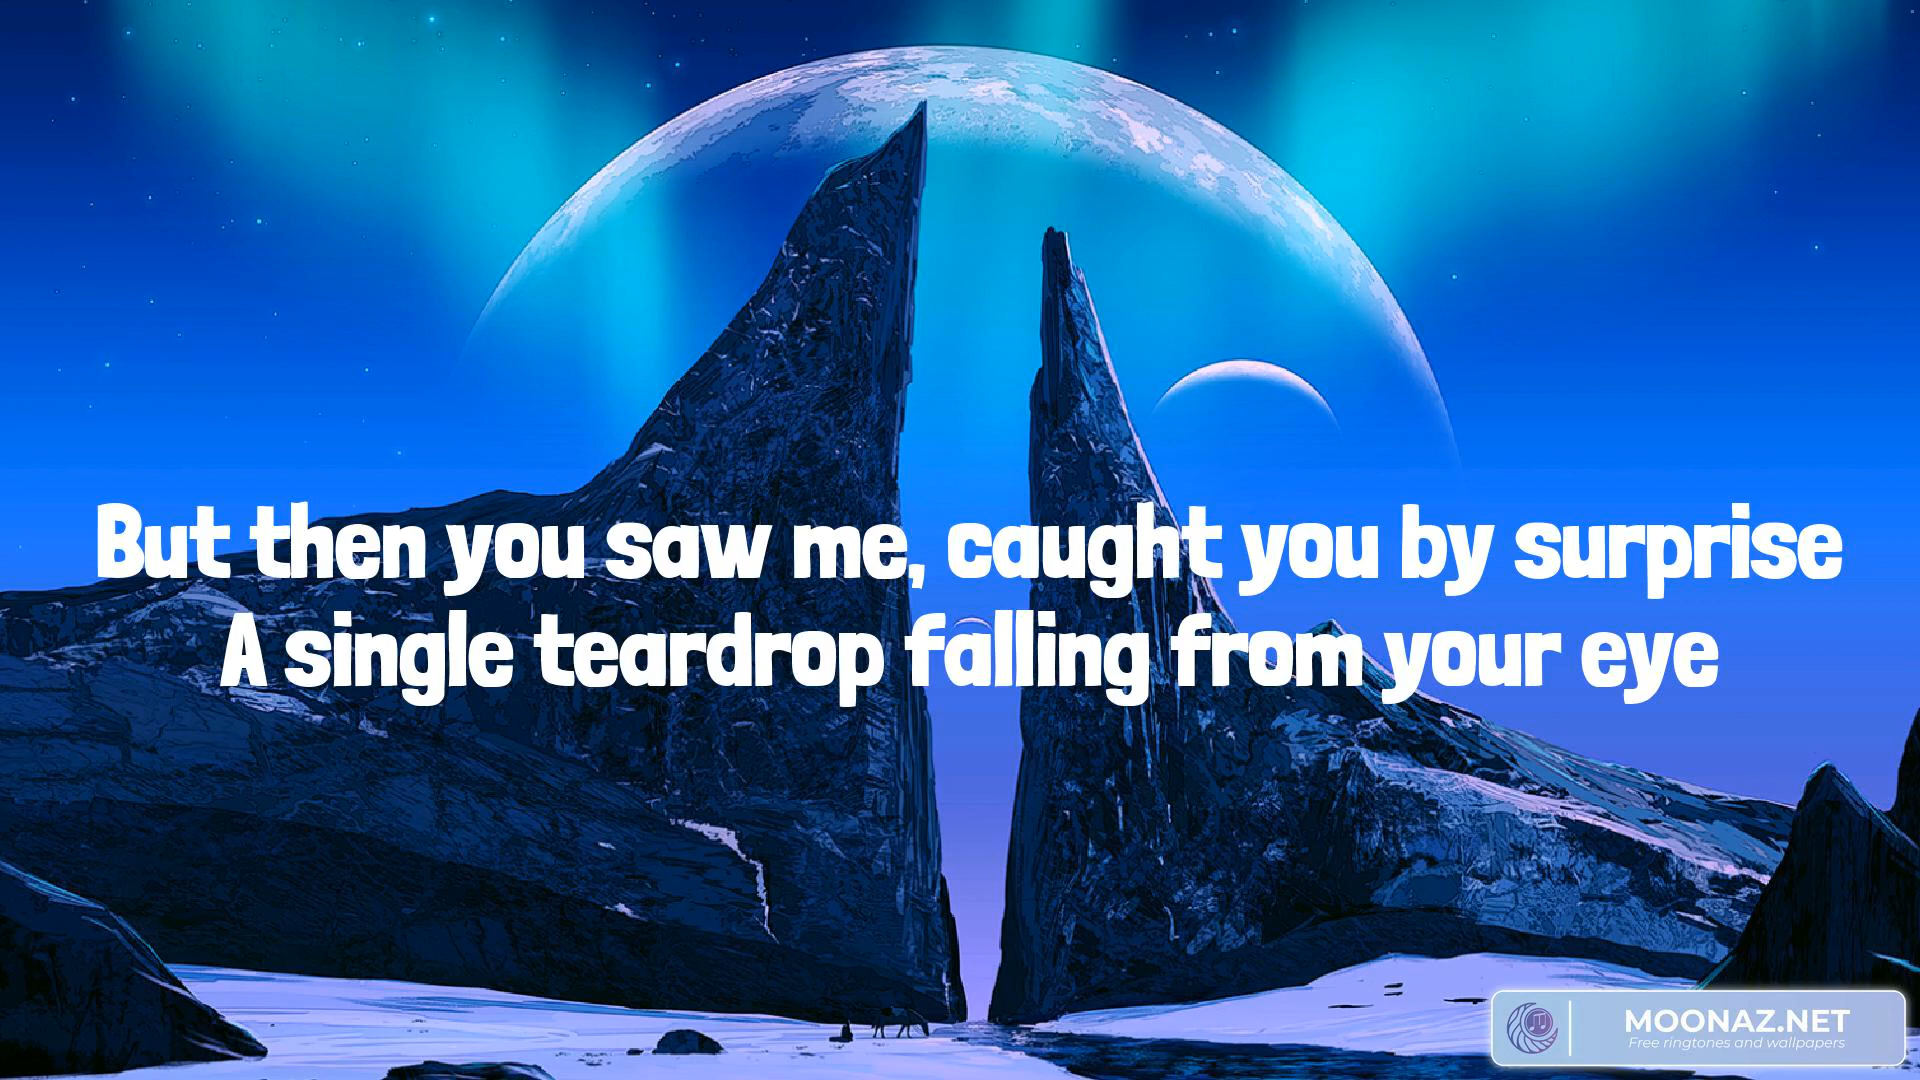 But then you saw me, caught you by surprise
A single teardrop falling from your eye
MOONAZ.NET
Free ringtones and wallpapers